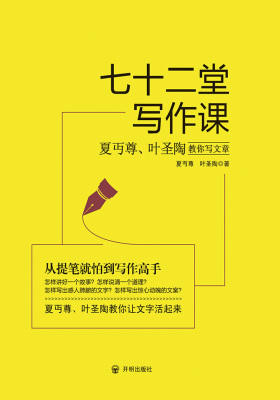 七十二堂
写作课
夏丏尊、叶圣陶教你写文章
夏丏尊 叶圣陶◎著
从提笔就怕到写作高手
怎样讲好一个故事?怎样说清一个道理?
怎样写出感人肺腑的文字?怎样写出惊心动魄的文案?
夏丏尊、叶圣陶教你让文字活起来
开明出版社